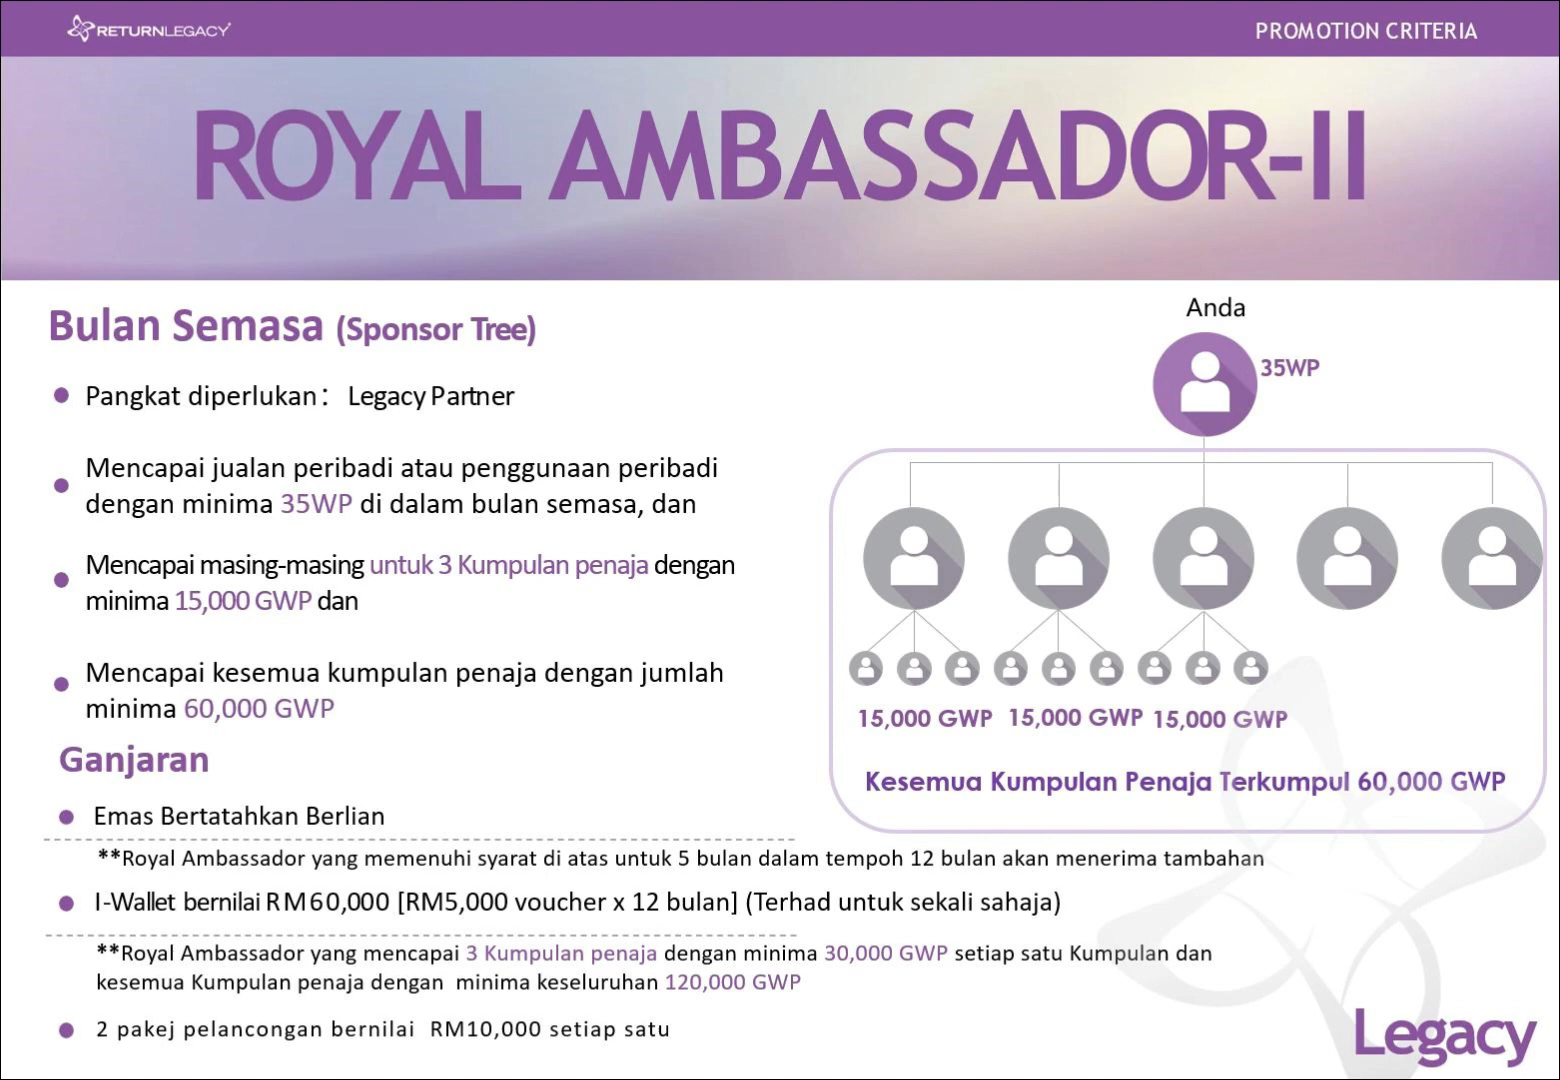 RETURNLEGACY
PROMOTION CRITERIA
ROYAL AMBASSADOR-II
Bulan Semasa (Sponsor Tree)
Pangkat diperlukan: Legacy Partner
Mencapai jualan peribadi atau penggunaan peribadi
dengan minima 35WP di dalam bulan semasa, dan
Mencapai masing-masing untuk 3 Kumpulan penaja dengan
minima 15,000 GWP dan
Mencapai kesemua kumpulan penaja dengan jumlah
minima 60,000 GWP
Anda
35WP
15,000 GWP 15,000 GWP 15,000 GWP
Kesemua Kumpulan Penaja Terkumpul 60,000 GWP
Ganjaran
Emas Bertatahkan Berlian
**Royal Ambassador yang memenuhi syarat di atas untuk 5 bulan dalam tempoh 12 bulan akan menerima tambahan
I-Wallet bernilai RM60,000 [RM5,000 voucher x 12 bulan] (Terhad untuk sekali sahaja)
**Royal Ambassador yang mencapai 3 Kumpulan penaja dengan minima 30,000 GWP setiap satu Kumpulan dan
kesemua Kumpulan penaja dengan minima keseluruhan 120,000 GWP
2 pakej pelancongan bernilai RM10,000 setiap satu
Legacy